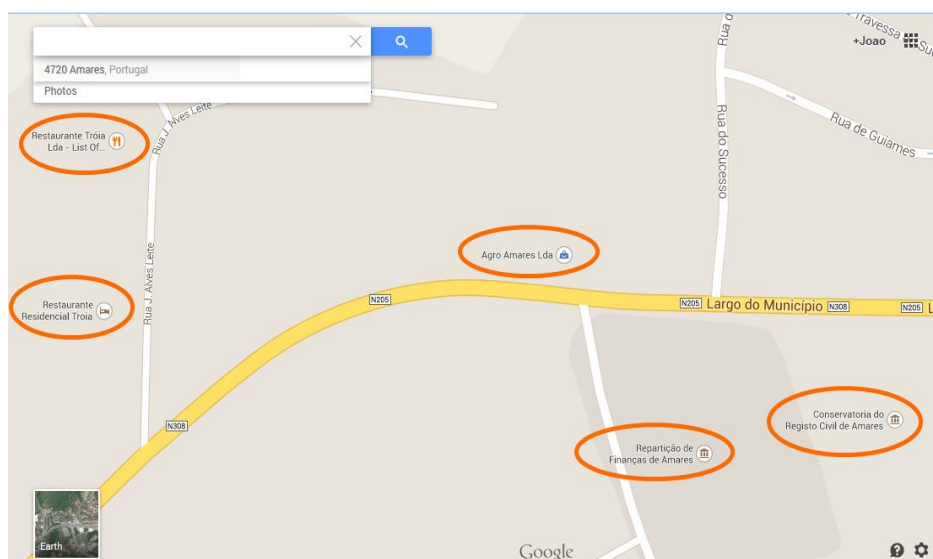 4720 Amares, Portugal
Photos
+Joao
Travessa
Rua do Sucesso
Rua de Guiames
Rua J. Alves Leite
Restaurante Tróia
Lda - List Of...
Agro Amares Lda
Rua J. Alves Leite
Restaurante
Residencial Troia
N205
N205
Largo do Município
N308
N205
N308
Conservatoria do
Registo Civil de Amares
Repartição de
Finanças de Amares
Earth
Google